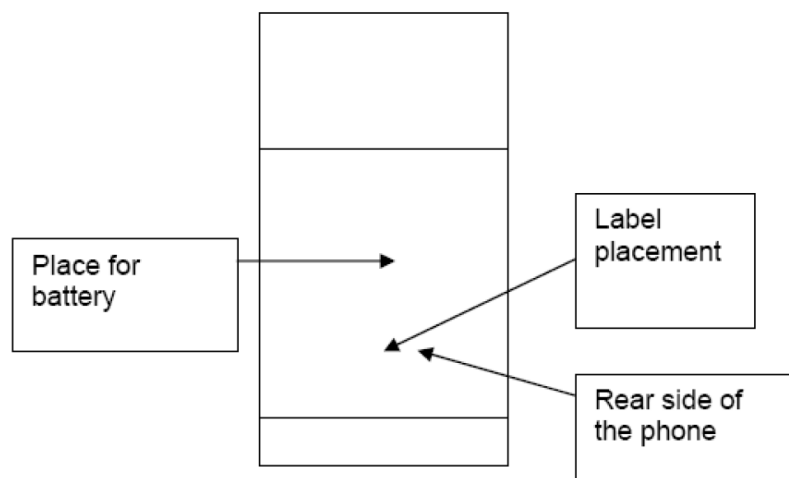 Place for
battery
Label
placement
Rear side of
the phone